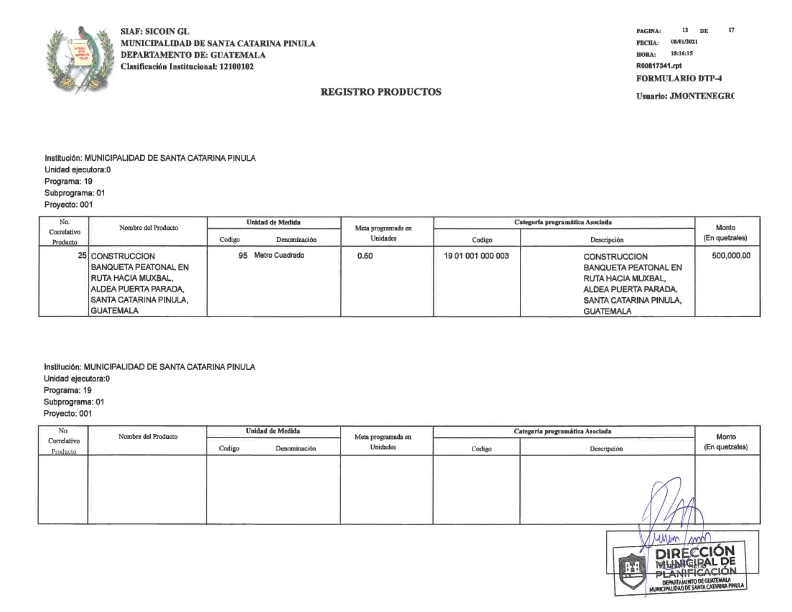 SIAF: SICOIN GL
MUNICIPALIDAD DE SANTA CATARINA PINULA
DEPARTAMENTO DE: GUATEMALA
Clasificación Institucional: 12100102
PAGINA: 12 DE 17
FECHA: 08/01/2021
HORA: 18:16:15
R00817341.rpt
FORMULARIO DTP-4
Usuario: JMONTENEGRO
REGISTRO PRODUCTOS
Institución: MUNICIPALIDAD DE SANTA CATARINA PINULA
Unidad ejecutora:0
Programa: 19
Subprograma: 01
Proyecto: 001
No. Correlativo Producto
Nombre del Producto
Unidad de Medida
Codigo Denominación
Meta programada en Unidades
Categoría programática Asociada
Codigo Descripción
Monto (En quetzales)
25 CONSTRUCCION BANQUETA PEATONAL EN RUTA HACIA MUXBAL, ALDEA PUERTA PARADA, SANTA CATARINA PINULA, GUATEMALA
95 Metro Cuadrado
0.50
19 01 001 000 003
CONSTRUCCION BANQUETA PEATONAL EN RUTA HACIA MUXBAL, ALDEA PUERTA PARADA, SANTA CATARINA PINULA, GUATEMALA
500,000.00
Institución: MUNICIPALIDAD DE SANTA CATARINA PINULA
Unidad ejecutora:0
Programa: 19
Subprograma: 01
Proyecto: 001
No. Correlativo Producto
Nombre del Producto
Unidad de Medida
Codigo Denominación
Meta programada en Unidades
Categoría programática Asociada
Codigo Descripción
Monto (En quetzales)
DIRECCIÓN
MUNICIPAL DE
PLANIFICACIÓN
DEPARTAMENTO DE GUATEMALA
MUNICIPALIDAD DE SANTA CATARINA PINULA